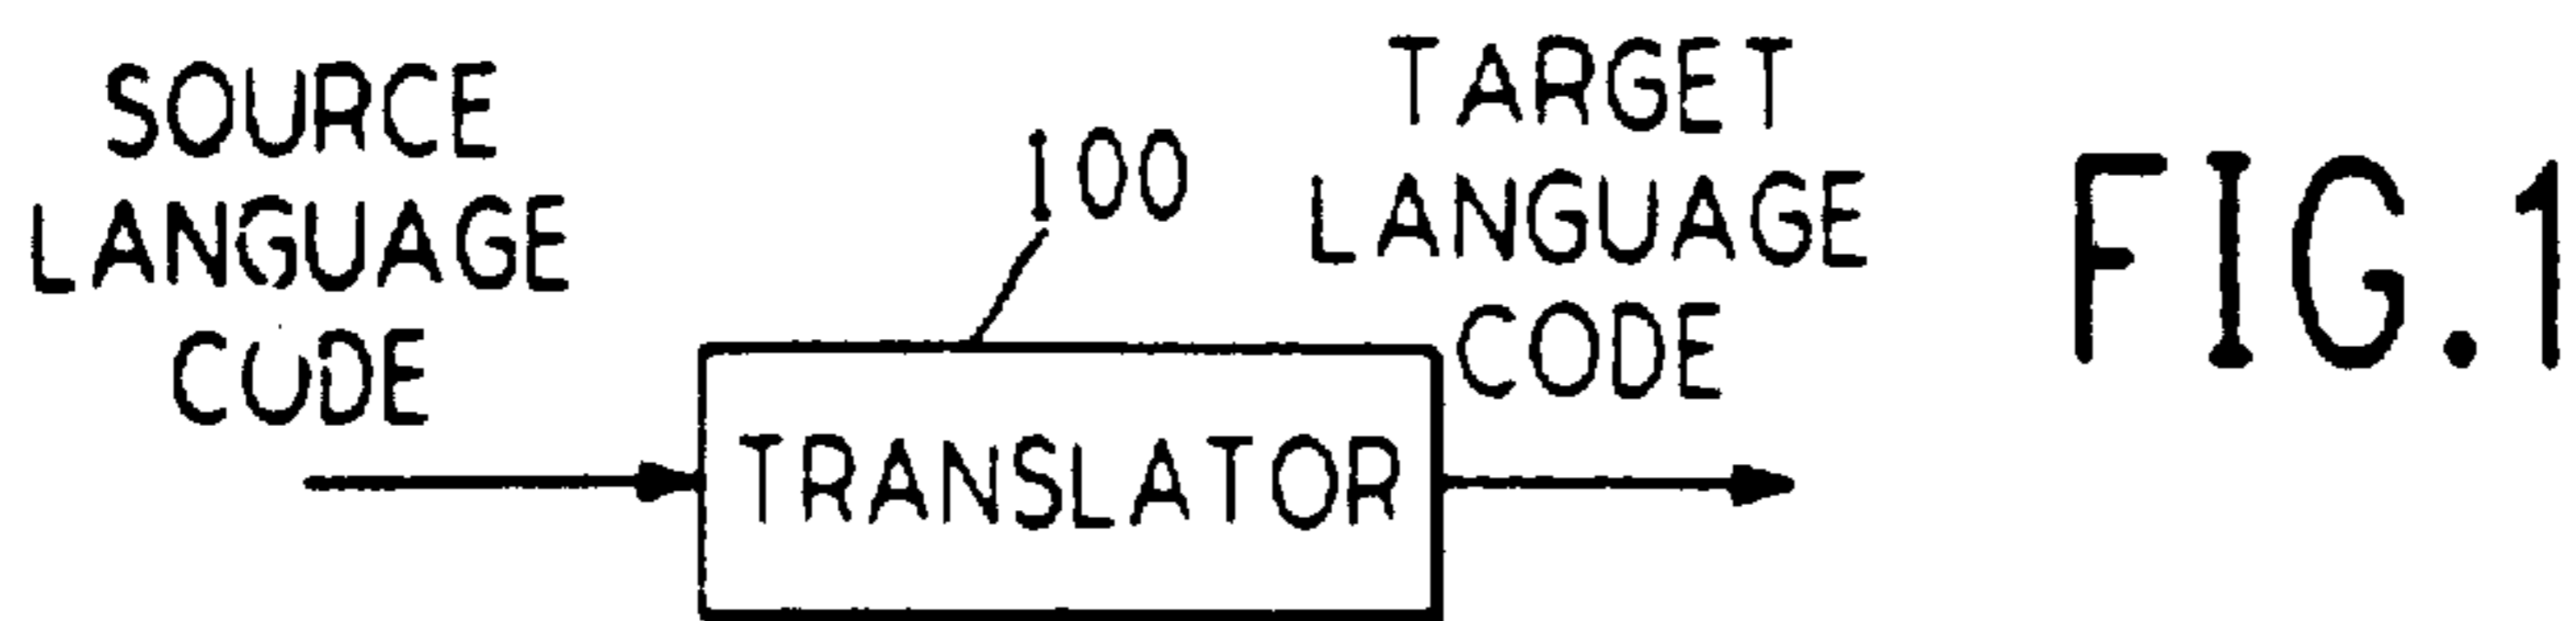 SOURCE
LANGUAGE
CODE
100
TARGET
LANGUAGE
CODE
TRANSLATOR
FIG.1